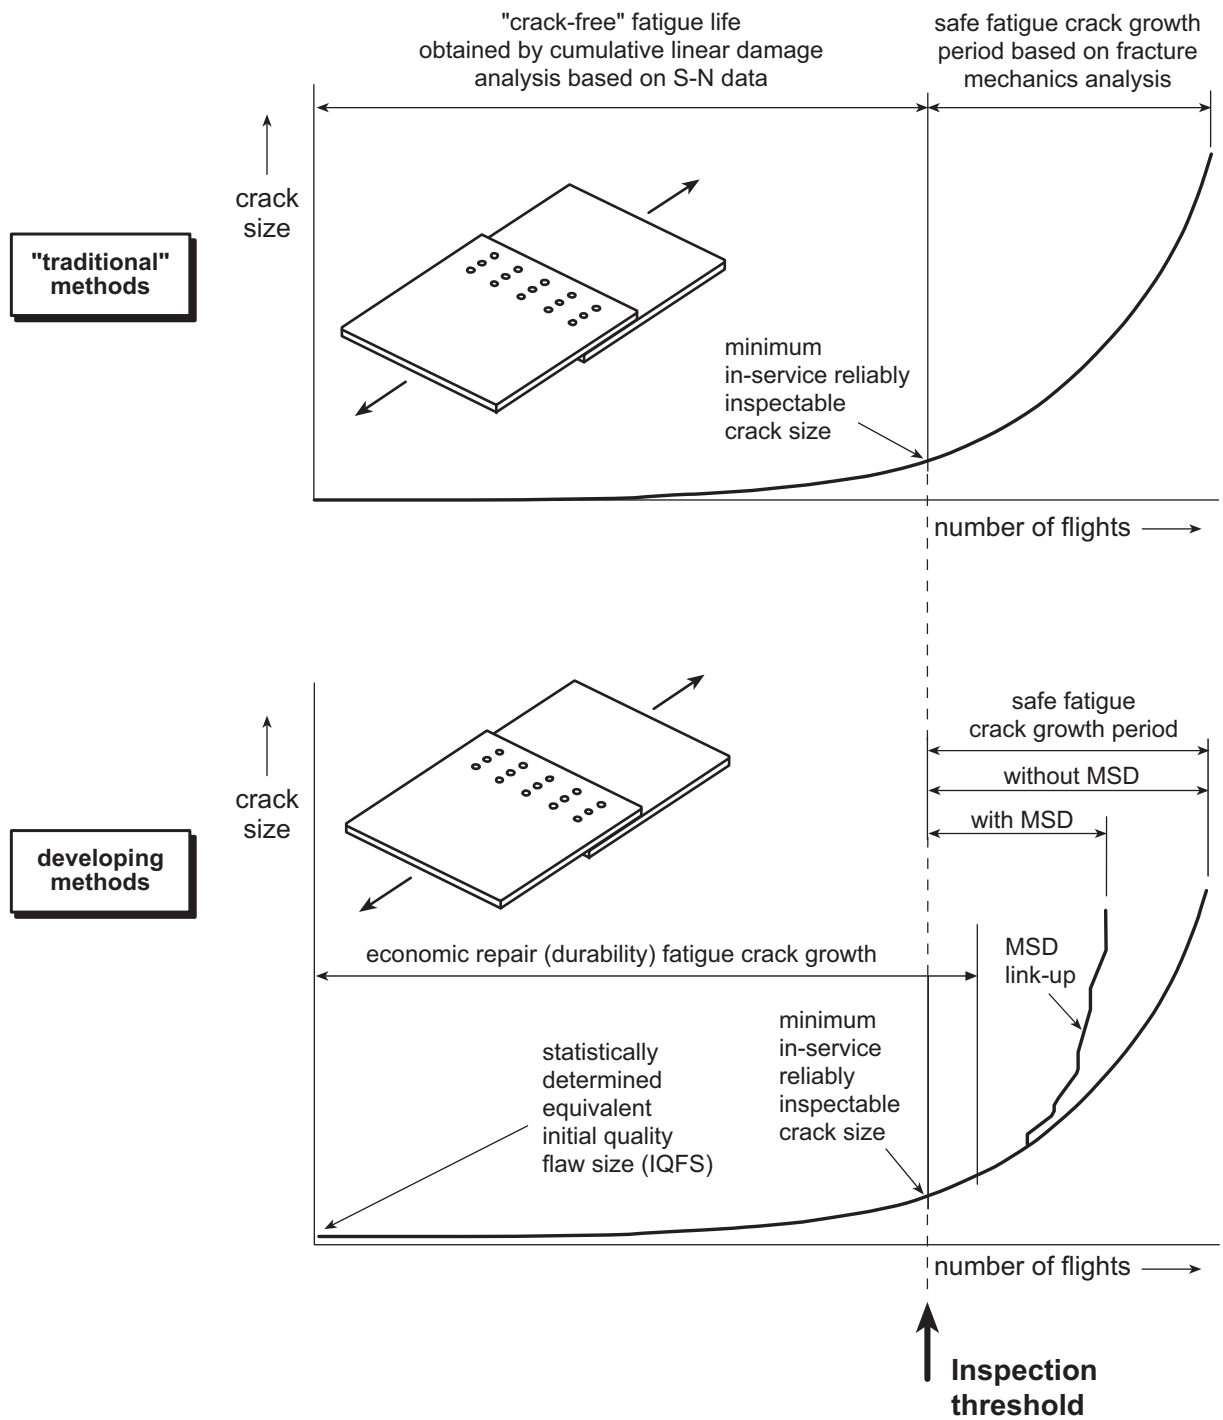 "crack-free" fatigue life
obtained by cumulative linear damage
analysis based on S-N data
safe fatigue crack growth
period based on fracture
mechanics analysis
crack
size
"traditional"
methods
minimum
in-service reliably
inspectable
crack size
number of flights
safe fatigue
crack growth period
without MSD
with MSD
crack
size
developing
methods
economic repair (durability) fatigue crack growth
MSD
link-up
statistically
determined
equivalent
initial quality
flaw size (IQFS)
minimum
in-service
reliably
inspectable
crack size
number of flights
Inspection
threshold